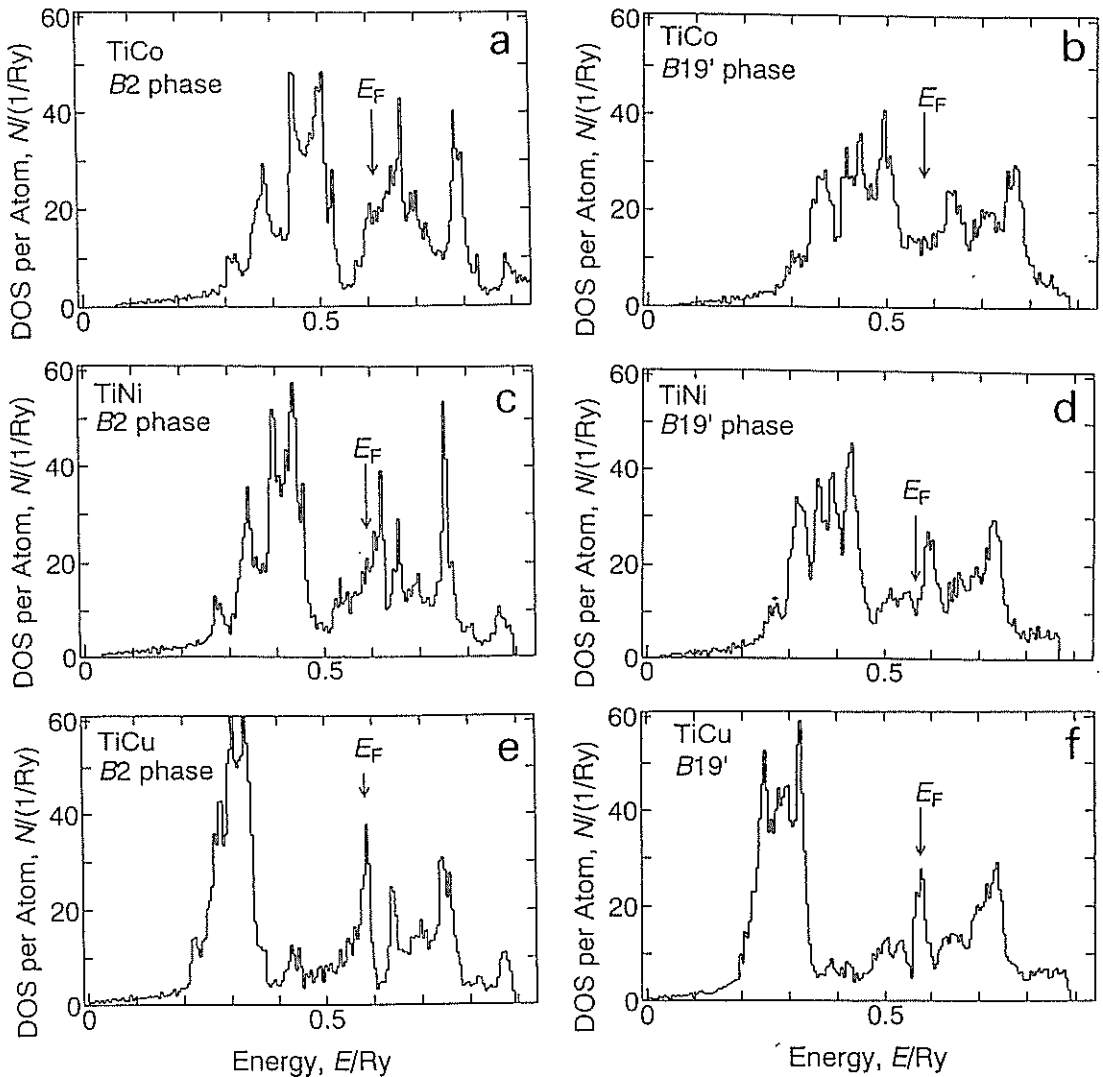 a
TiCo
B2 phase
E_F
DOS per Atom, N/(1/Ry)
60
40
20
0
0
0.5
b
TiCo
B19' phase
E_F
DOS per Atom, N/(1/Ry)
60
40
20
0
0
0.5
c
TiNi
B2 phase
E_F
DOS per Atom, N/(1/Ry)
60
40
20
0
0
0.5
d
TiNi
B19' phase
E_F
DOS per Atom, N/(1/Ry)
60
40
20
0
0
0.5
e
TiCu
B2 phase
E_F
DOS per Atom, N/(1/Ry)
60
40
20
0
0
0.5
Energy, E/Ry
f
TiCu
B19'
E_F
DOS per Atom, N/(1/Ry)
60
40
20
0
0
0.5
Energy, E/Ry